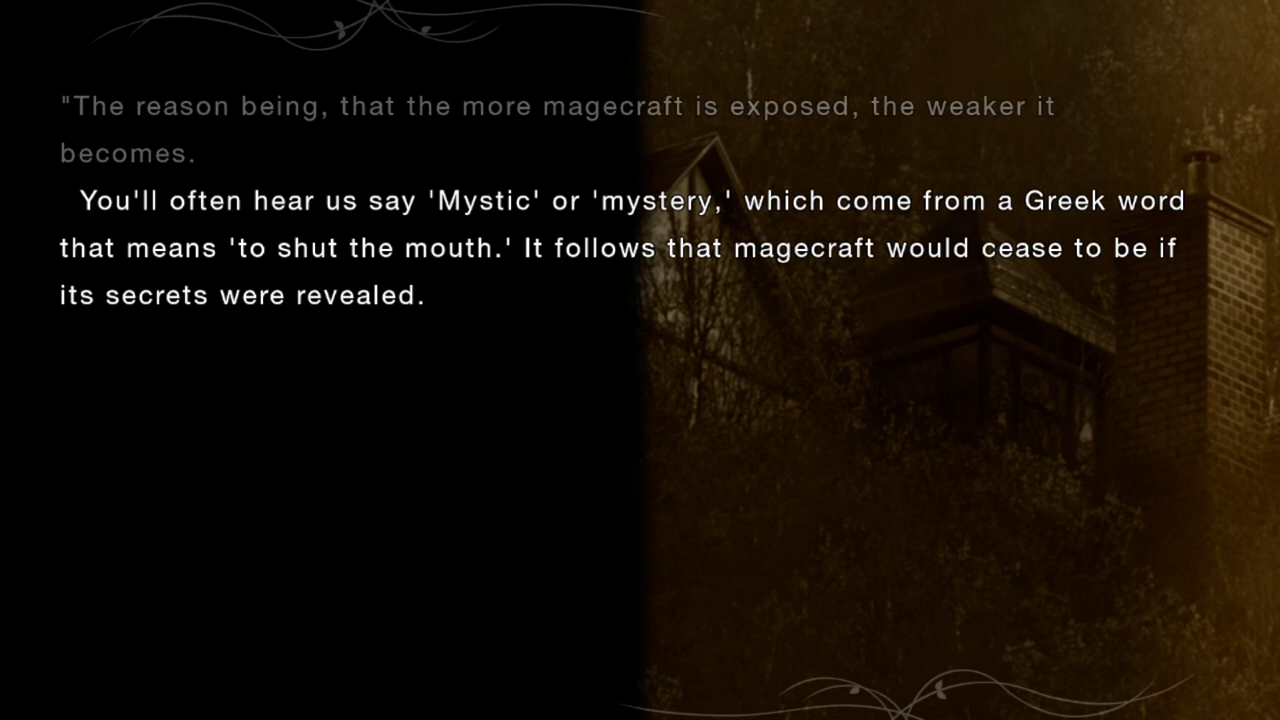 "The reason being, that the more magecraft is exposed, the weaker it
becomes.
You'll often hear us say 'Mystic' or 'mystery,' which come from a Greek word
that means 'to shut the mouth.' It follows that magecraft would cease to be if
its secrets were revealed.